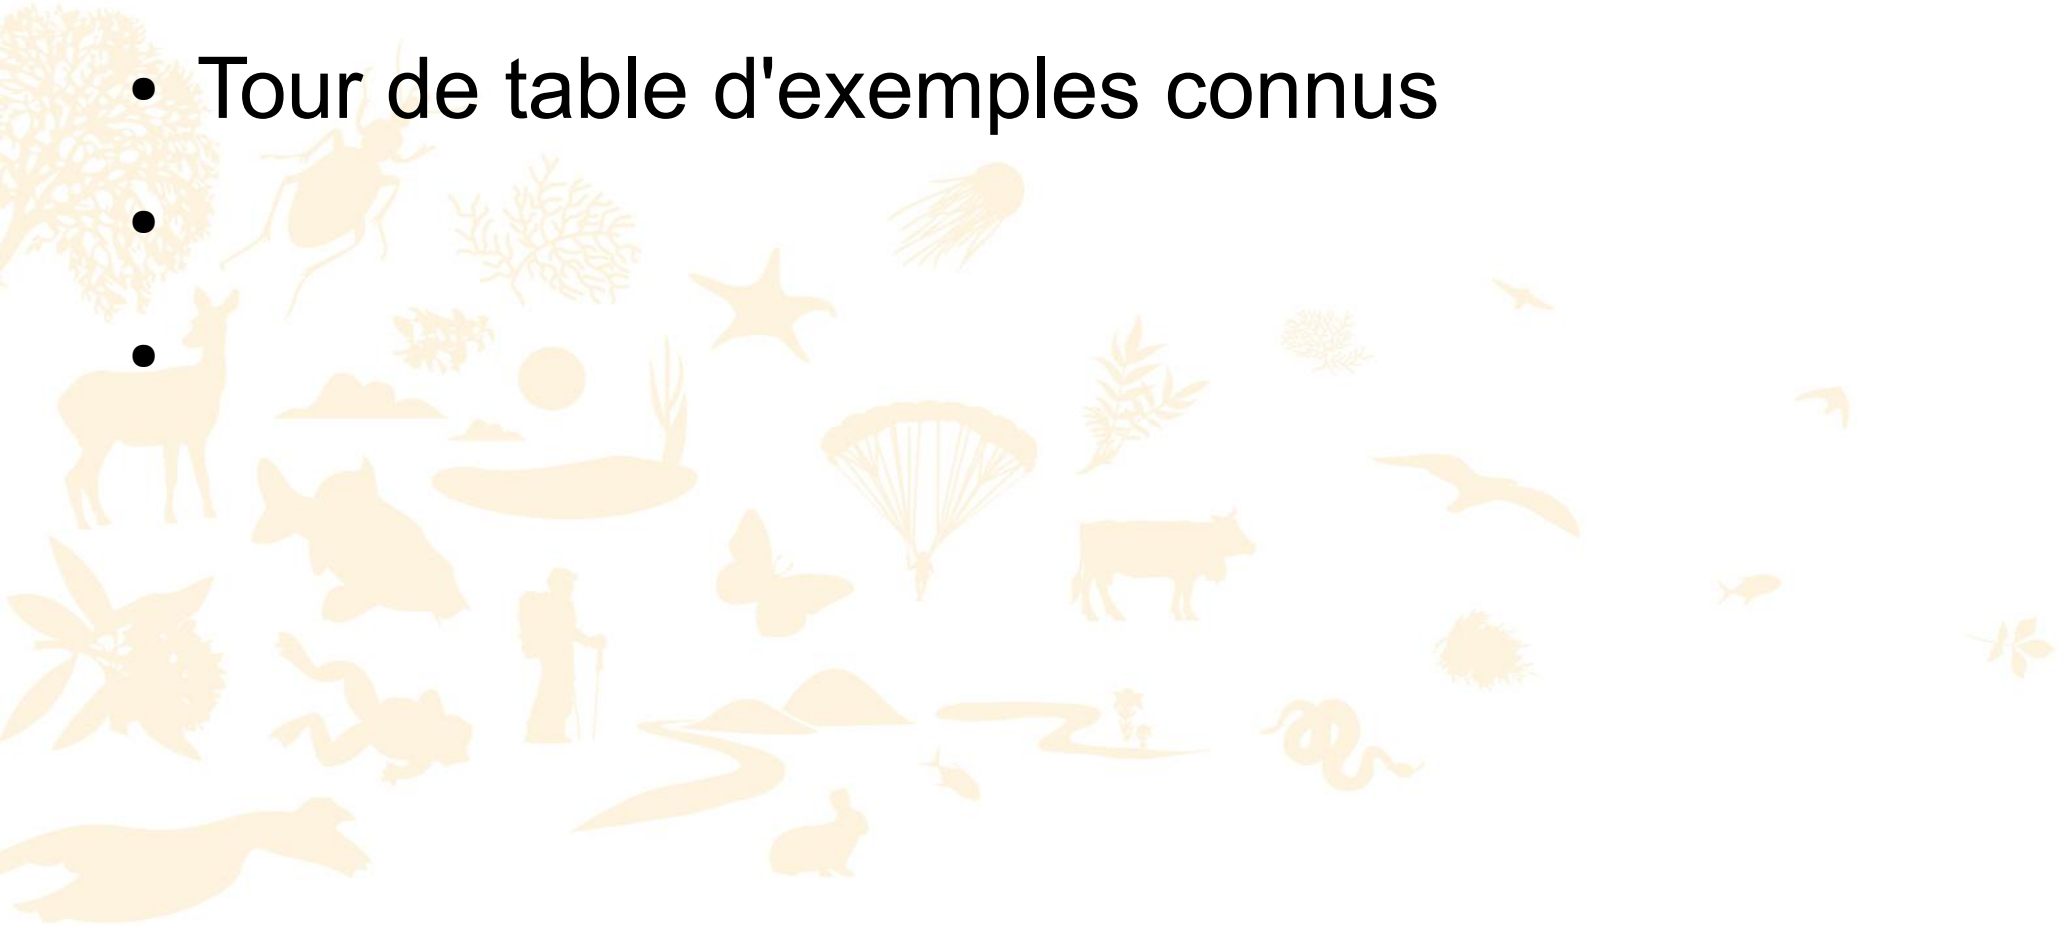 • Tour de table d'exemples connus
•
•